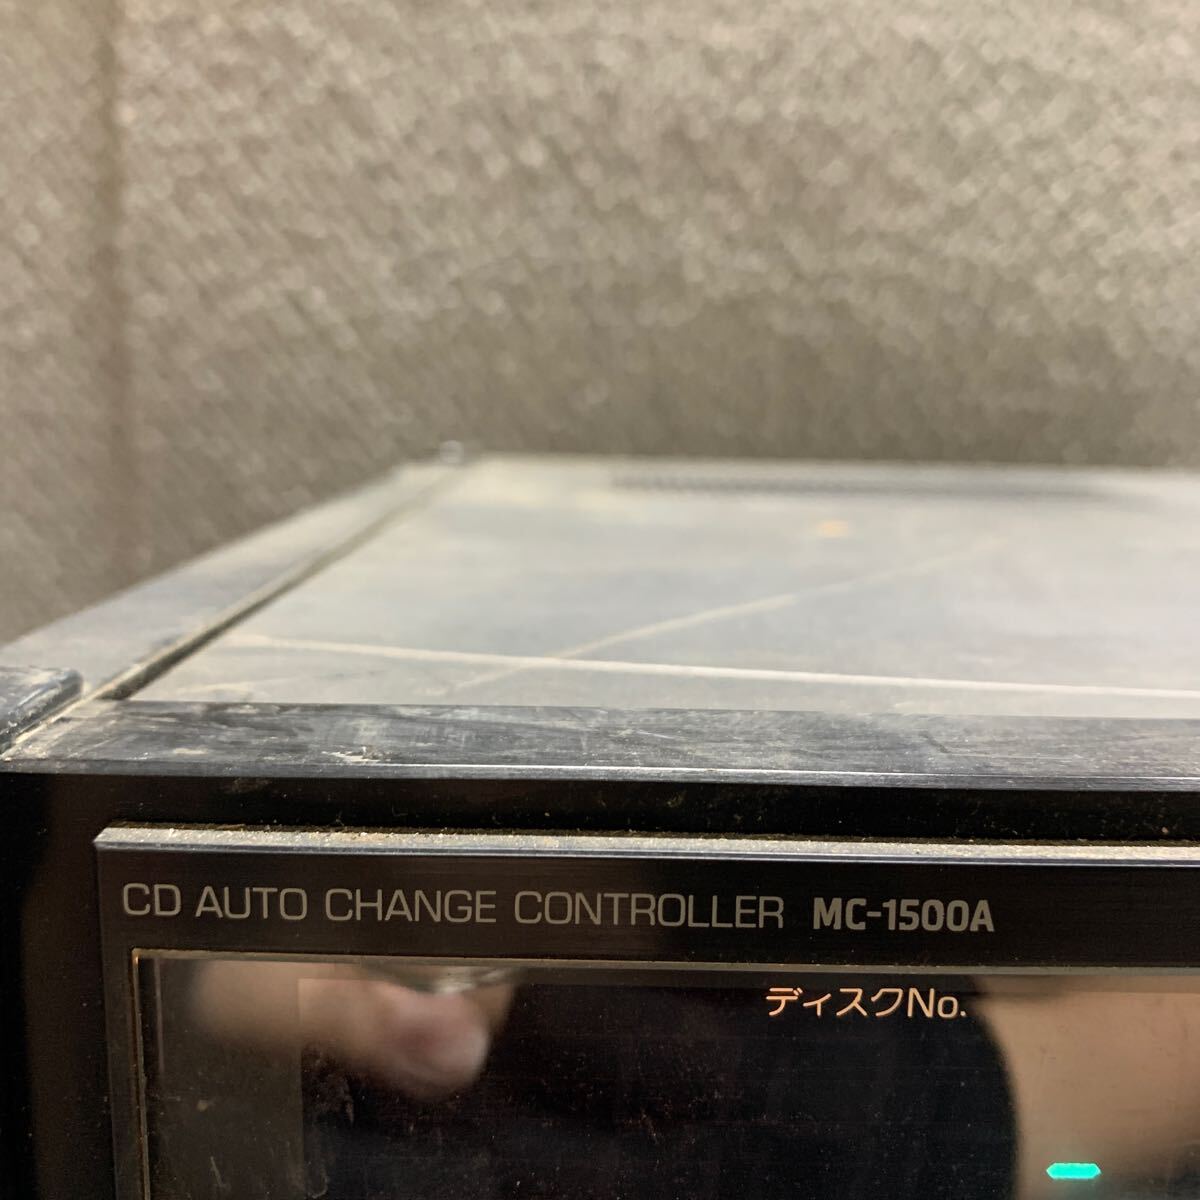 CD AUTO CHANGE CONTROLLER MC-1500A
ディスクNo.